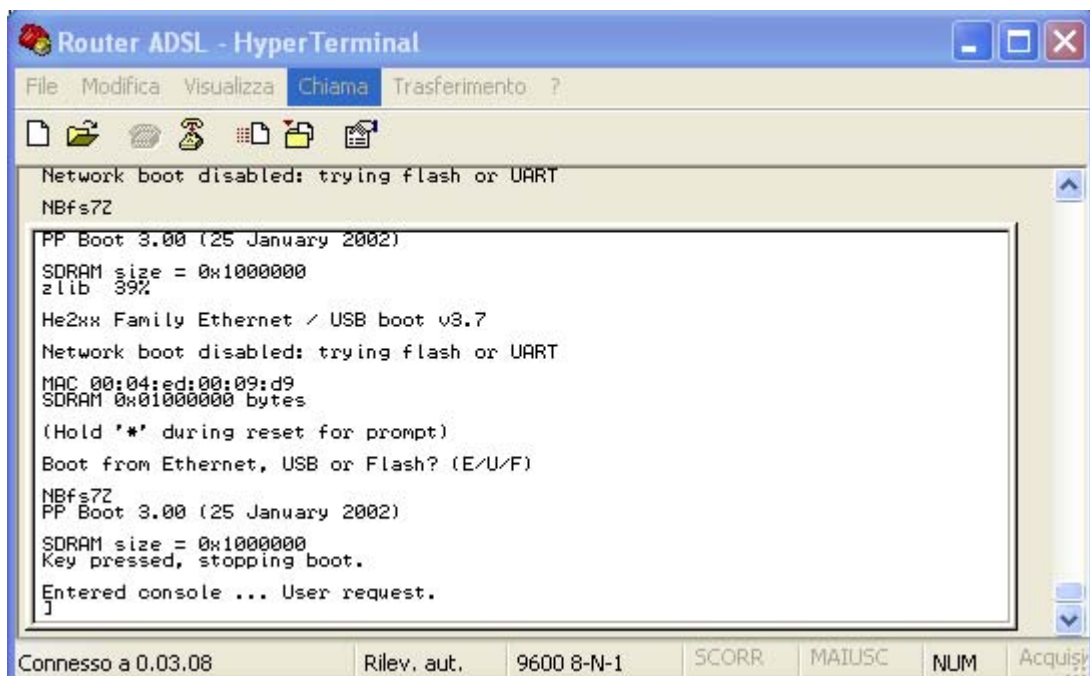 Router ADSL - HyperTerminal
File Modifica Visualizza Chiama Trasferimento ?
Network boot disabled: trying flash or UART
NBfs7Z
PP Boot 3.00 (25 January 2002)
SDRAM size = 0x1000000
zlib 39%
He2xx Family Ethernet / USB boot v3.7
Network boot disabled: trying flash or UART
MAC 00:04:ed:00:09:d9
SDRAM 0x01000000 bytes
(Hold '*' during reset for prompt)
Boot from Ethernet, USB or Flash? (E/U/F)
NBfs7Z
PP Boot 3.00 (25 January 2002)
SDRAM size = 0x1000000
Key pressed, stopping boot.
Entered console ... User request.
]
Connesso a 0.03.08 Rilev. aut. 9600 8-N-1 SCORR MAIUSC NUM